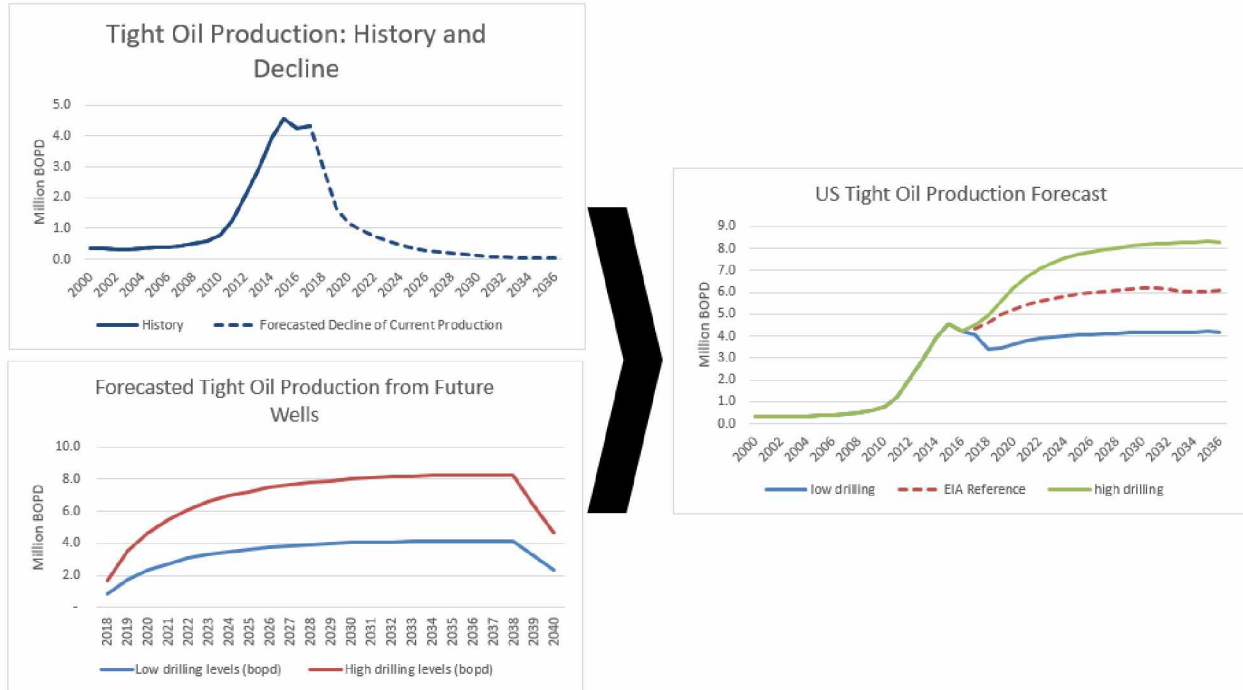 Tight Oil Production: History and
Decline
Million BOPD
5.0
4.0
3.0
2.0
1.0
0.0
2000 2002 2004 2006 2008 2010 2012 2014 2016 2018 2020 2022 2024 2026 2028 2030 2032 2034 2036
History Forecasted Decline of Current Production
Forecasted Tight Oil Production from Future
Wells
Million BOPD
10.0
8.0
6.0
4.0
2.0
-
2018 2019 2020 2021 2022 2023 2024 2025 2026 2027 2028 2029 2030 2031 2032 2033 2034 2035 2036 2037 2038 2039 2040
Low drilling levels (bopd) High drilling levels (bopd)
US Tight Oil Production Forecast
Million BOPD
9.0
8.0
7.0
6.0
5.0
4.0
3.0
2.0
1.0
0.0
2000 2002 2004 2006 2008 2010 2012 2014 2016 2018 2020 2022 2024 2026 2028 2030 2032 2034 2036
low drilling EIA Reference high drilling